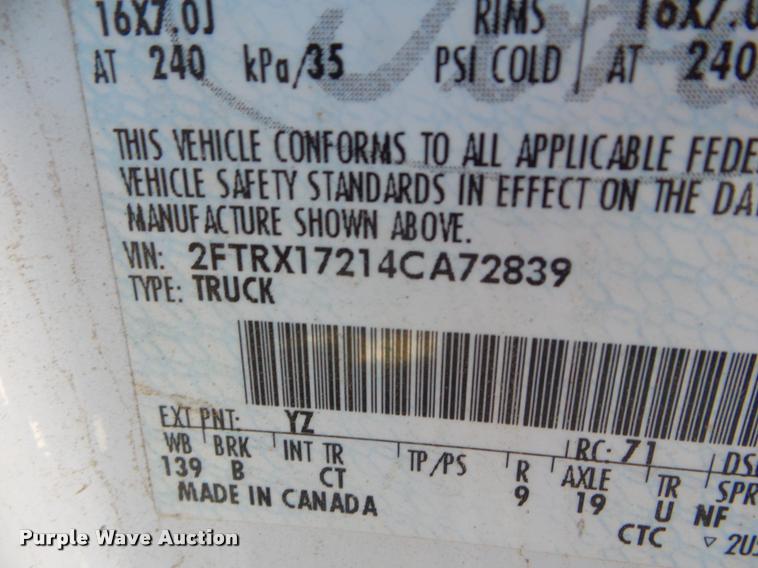 16X7.0J RIMS 16X7.0
AT 240 kPa/35 PSI COLD AT 240
THIS VEHICLE CONFORMS TO ALL APPLICABLE FEDE
VEHICLE SAFETY STANDARDS IN EFFECT ON THE DA
MANUFACTURE SHOWN ABOVE.
VIN: 2FTRX17214CA72839
TYPE: TRUCK
EXT PNT: YZ RC: 71 DS
WB BRK INT TR TP/PS R AXLE TR SPR
139 B CT 9 19 U NF
MADE IN CANADA CTC ▽ 2US
Purple Wave Auction